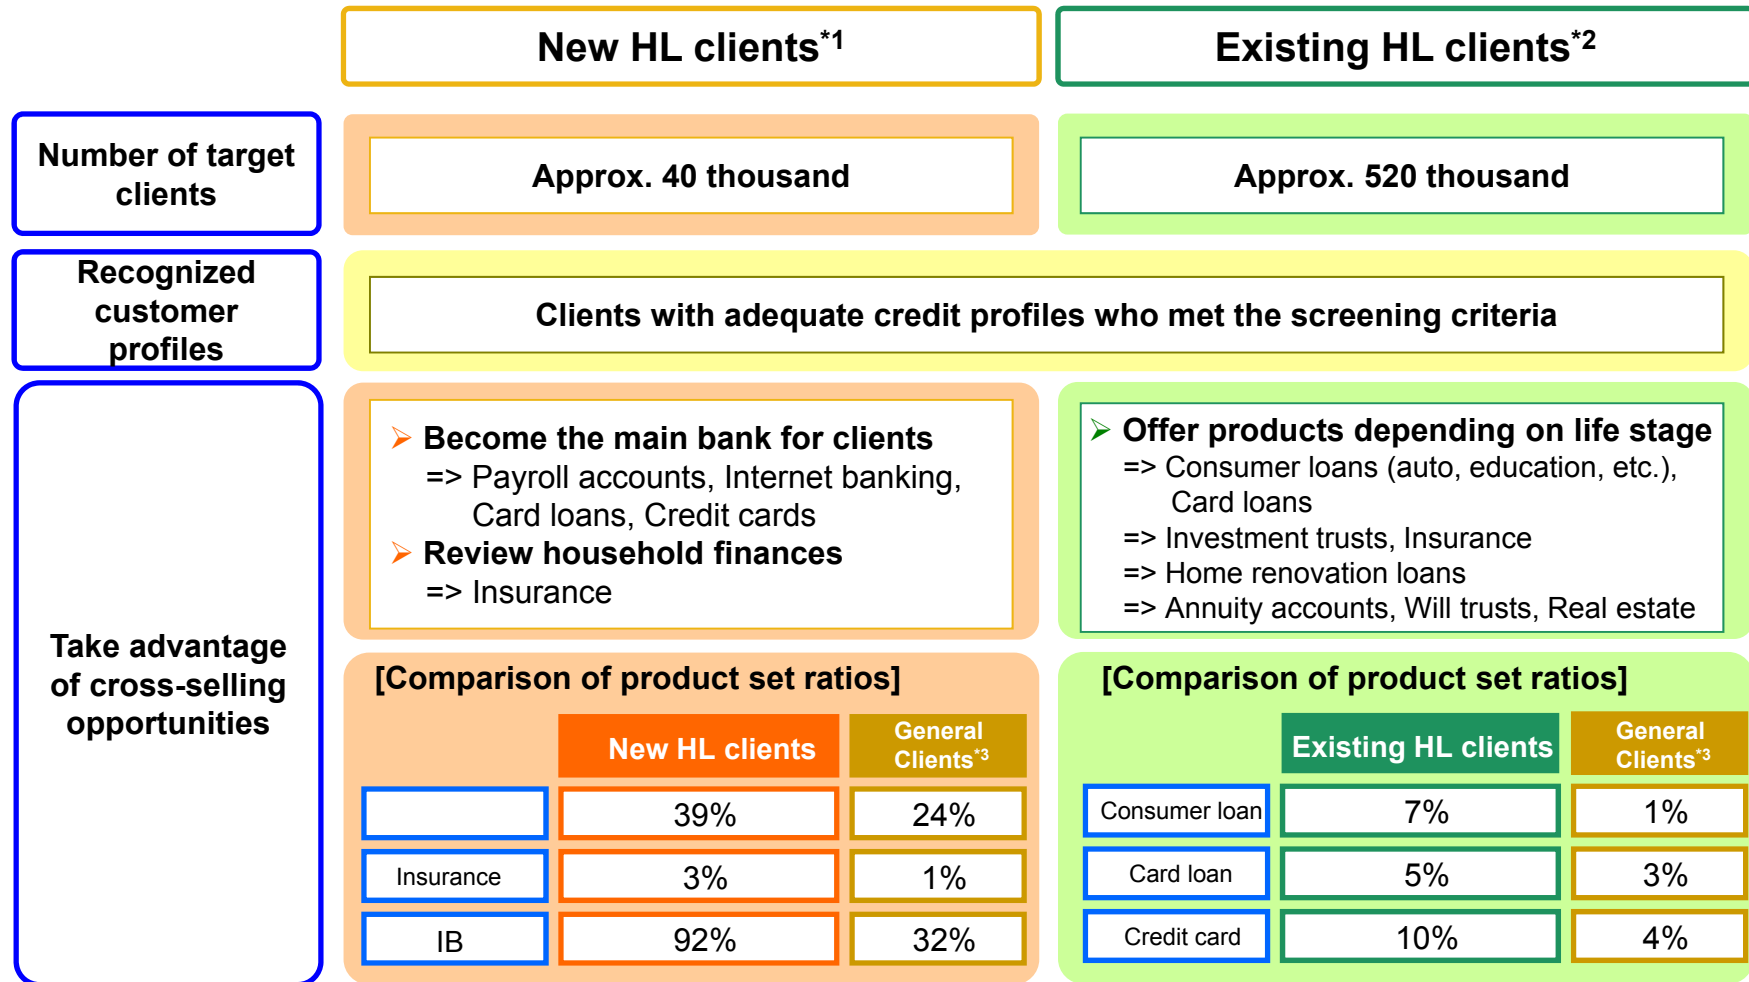 New HL clients*1
Existing HL clients*2
Number of target
clients
Approx. 40 thousand
Approx. 520 thousand
Recognized
customer
profiles
Clients with adequate credit profiles who met the screening criteria
Take advantage
of cross-selling
opportunities
➢ Become the main bank for clients
=> Payroll accounts, Internet banking,
Card loans, Credit cards
➢ Review household finances
=> Insurance
➢ Offer products depending on life stage
=> Consumer loans (auto, education, etc.),
Card loans
=> Investment trusts, Insurance
=> Home renovation loans
=> Annuity accounts, Will trusts, Real estate
[Comparison of product set ratios]
New HL clients
General
Clients*3
39% 24%
Insurance 3% 1%
IB 92% 32%
[Comparison of product set ratios]
Existing HL clients
General
Clients*3
Consumer loan 7% 1%
Card loan 5% 3%
Credit card 10% 4%